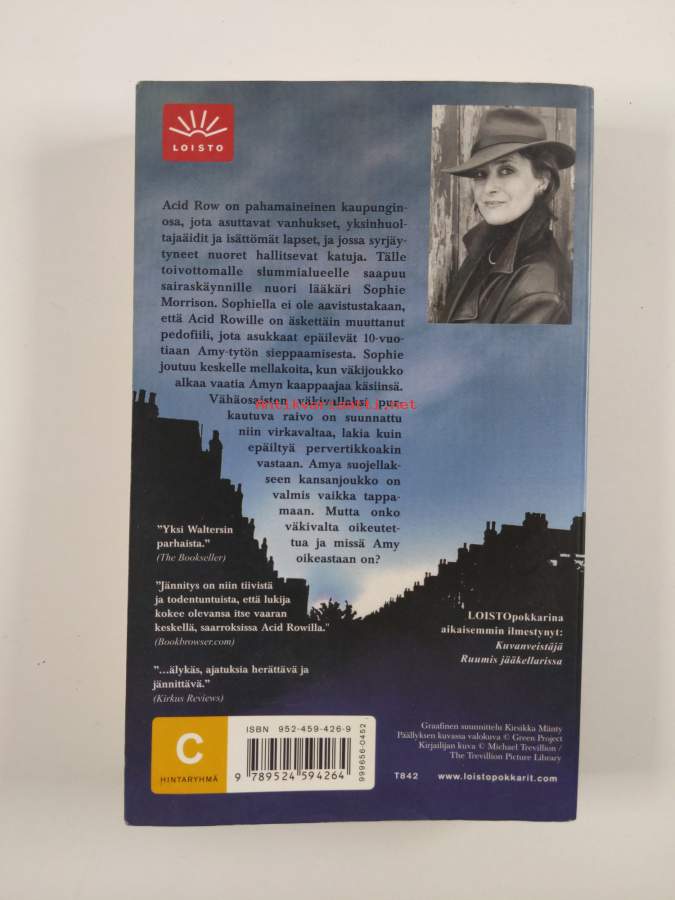 LOISTO
Acid Row on pahamaineinen kaupungin-
osa, jota asuttavat vanhukset, yksinhuol-
tajaäidit ja isättömät lapset, ja jossa syrjäy-
tyneet nuoret hallitsevat katuja. Tälle
toivottomalle slummialueelle saapuu
sairaskäynnille nuori lääkäri Sophie
Morrison. Sophiella ei ole aavistustakaan,
että Acid Rowille on äskettäin muuttanut
pedofiili, jota asukkaat epäilevät 10-vuo-
tiaan Amy-tytön sieppaamisesta. Sophie
joutuu keskelle mellakoita, kun väkijoukko
alkaa vaatia Amyn kaappaajaa käsiinsä.
Vähäosaisten väkivallaksi pur-
kautuva raivo on suunnattu
niin virkavaltaa, lakia kuin
epäiltyä pervertikkoakin
vastaan. Amya suojellak-
seen kansanjoukko on
valmis vaikka tappa-
maan. Mutta onko
väkivalta oikeutet-
tua ja missä Amy
oikeastaan on?
Antikvariaatti.net
"Yksi Waltersin
parhaista."
(The Bookseller)
"Jännitys on niin tiivistä
ja todentuntuista, että lukija
kokee olevansa itse vaaran
keskellä, saarroksissa Acid Rowilla."
(Bookbrowser.com)
"...älykäs, ajatuksia herättävä ja
jännittävä."
(Kirkus Reviews)
LOISTOpokkarina
aikaisemmin ilmestynyt:
Kuvanveistäjä
Ruumis jääkellarissa
C
HINTARYHMÄ
ISBN 952-459-426-9
9 789524 594264
999656-0452
Graafinen suunnittelu Kirsikka Mänty
Päällyksen kuvassa valokuva © Green Project
Kirjailijan kuva © Michael Trevillion /
The Trevillion Picture Library
T842 www.loistopokkarit.com